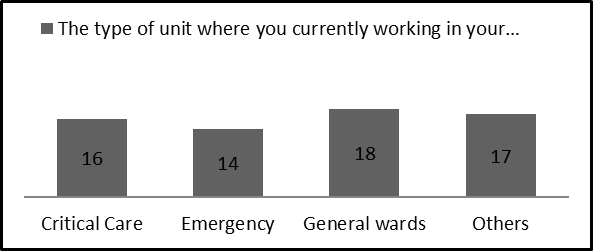 The type of unit where you currently working in your...
16 14 18 17
Critical Care Emergency General wards Others